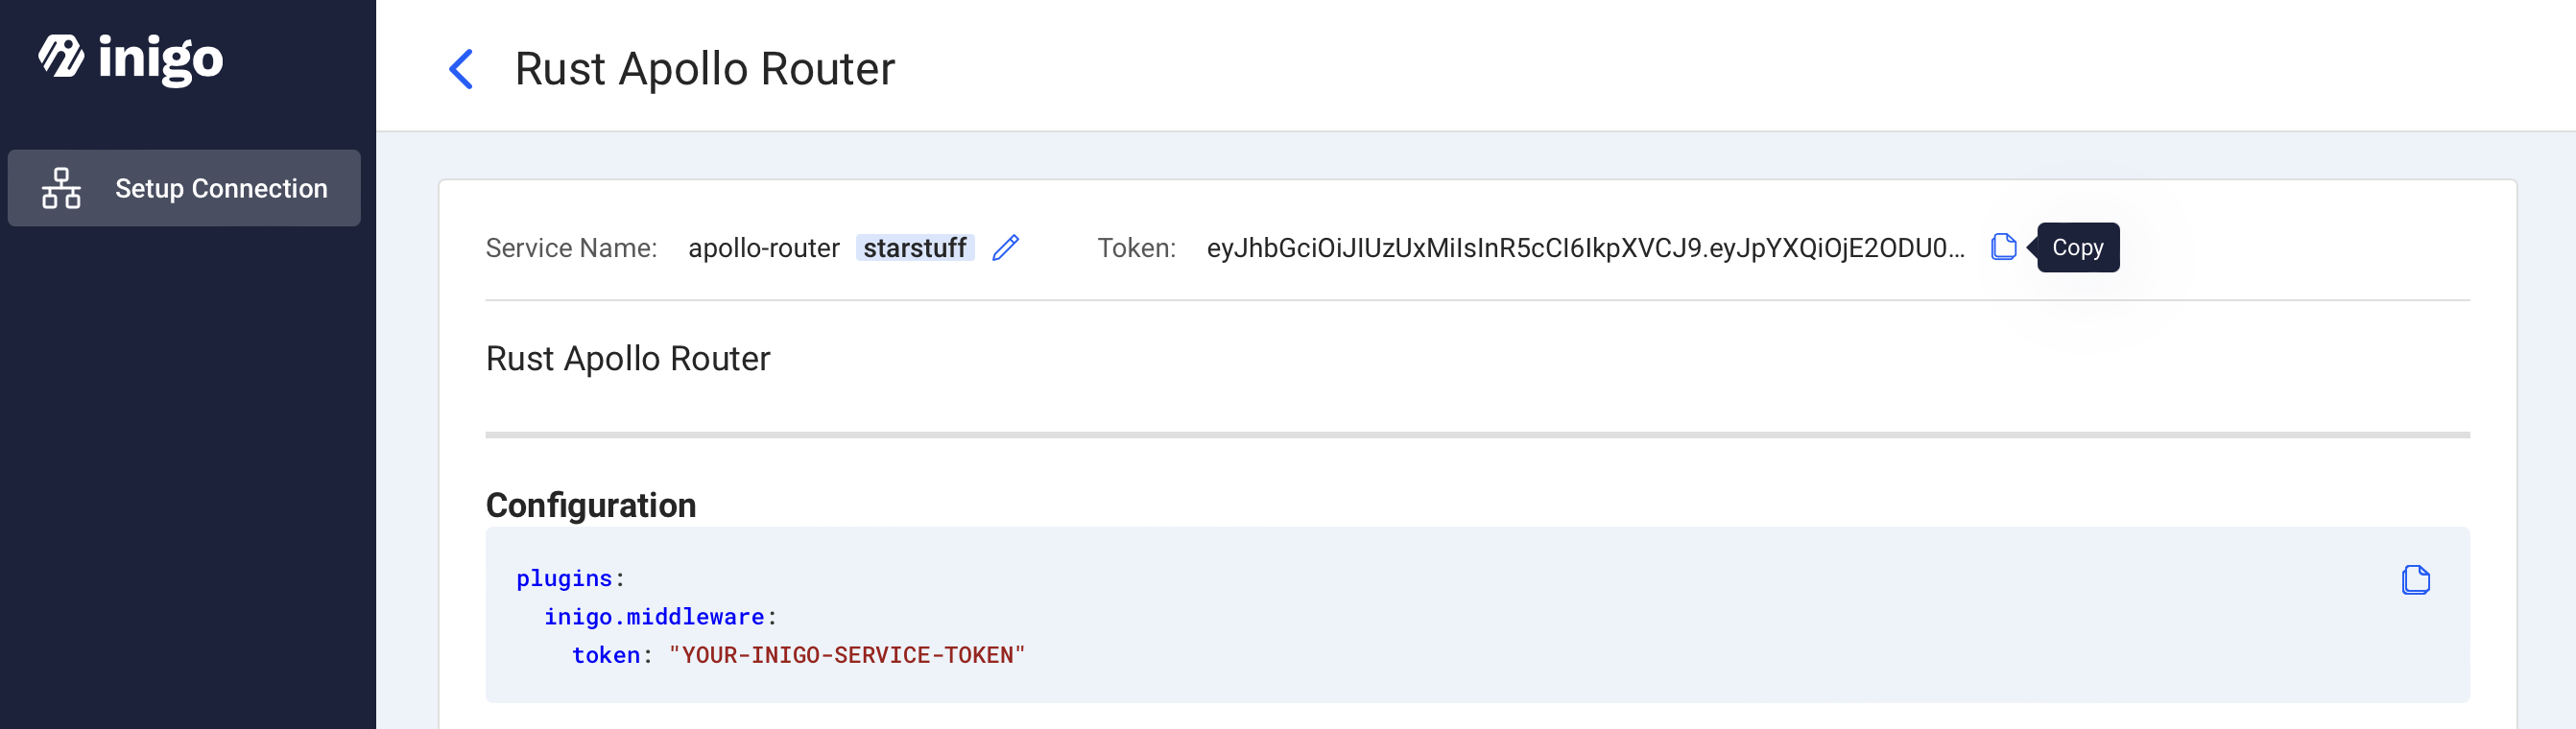 inigo
Setup Connection
Rust Apollo Router
Service Name: apollo-router starstuff Token: eyJhbGciOiJIUzUxMiIsInR5cCI6IkpXVCJ9.eyJpYXQiOjE2ODU0... Copy
Rust Apollo Router
Configuration
plugins:
inigo.middleware:
token: "YOUR-INIGO-SERVICE-TOKEN"